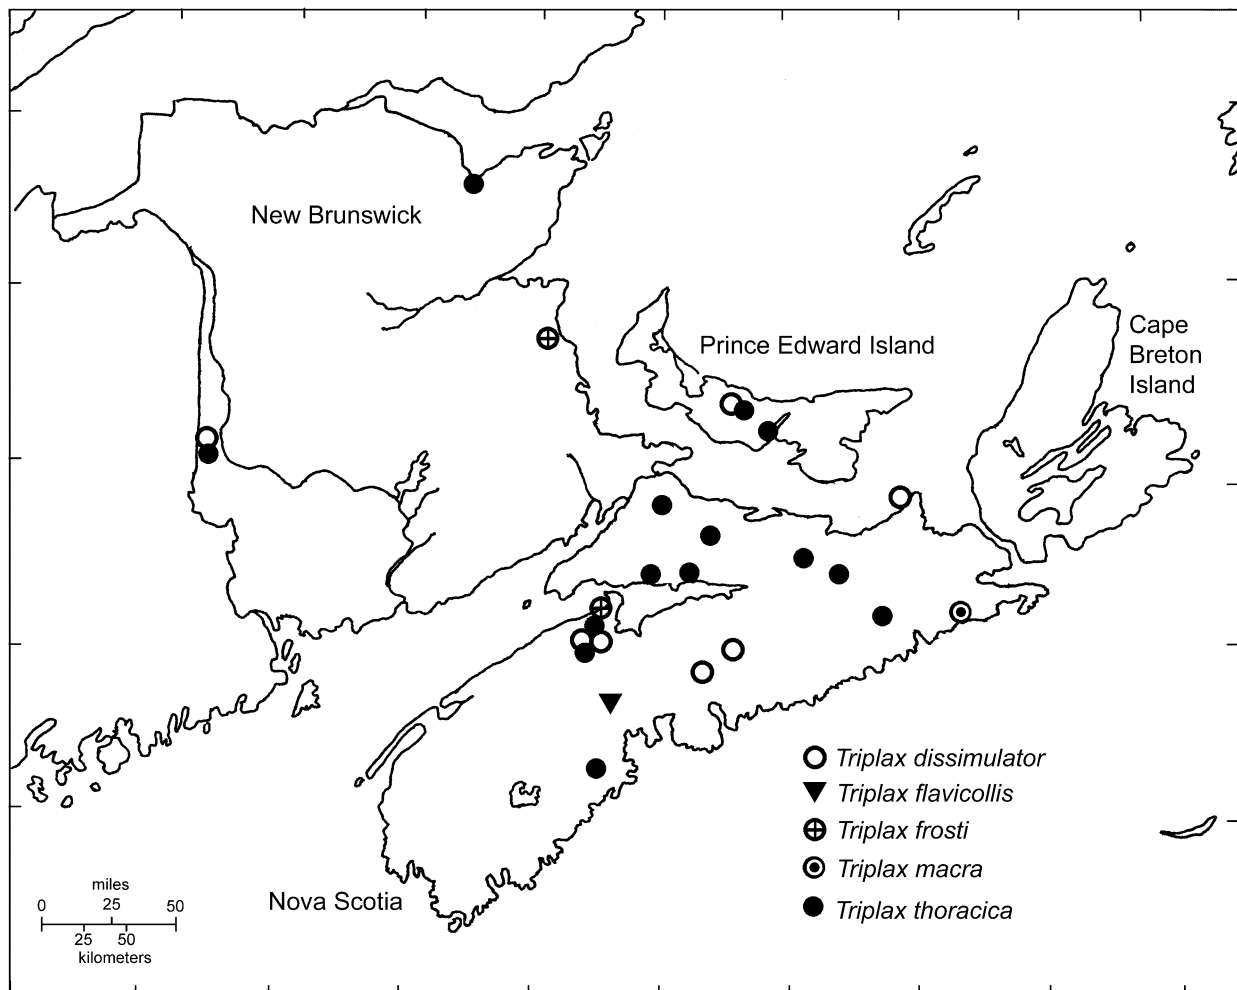 New Brunswick
Prince Edward Island
Cape
Breton
Island
Triplax dissimulator
Triplax flavicollis
Triplax frosti
Triplax macra
Triplax thoracica
Nova Scotia
miles
0 25 50
25 50
kilometers